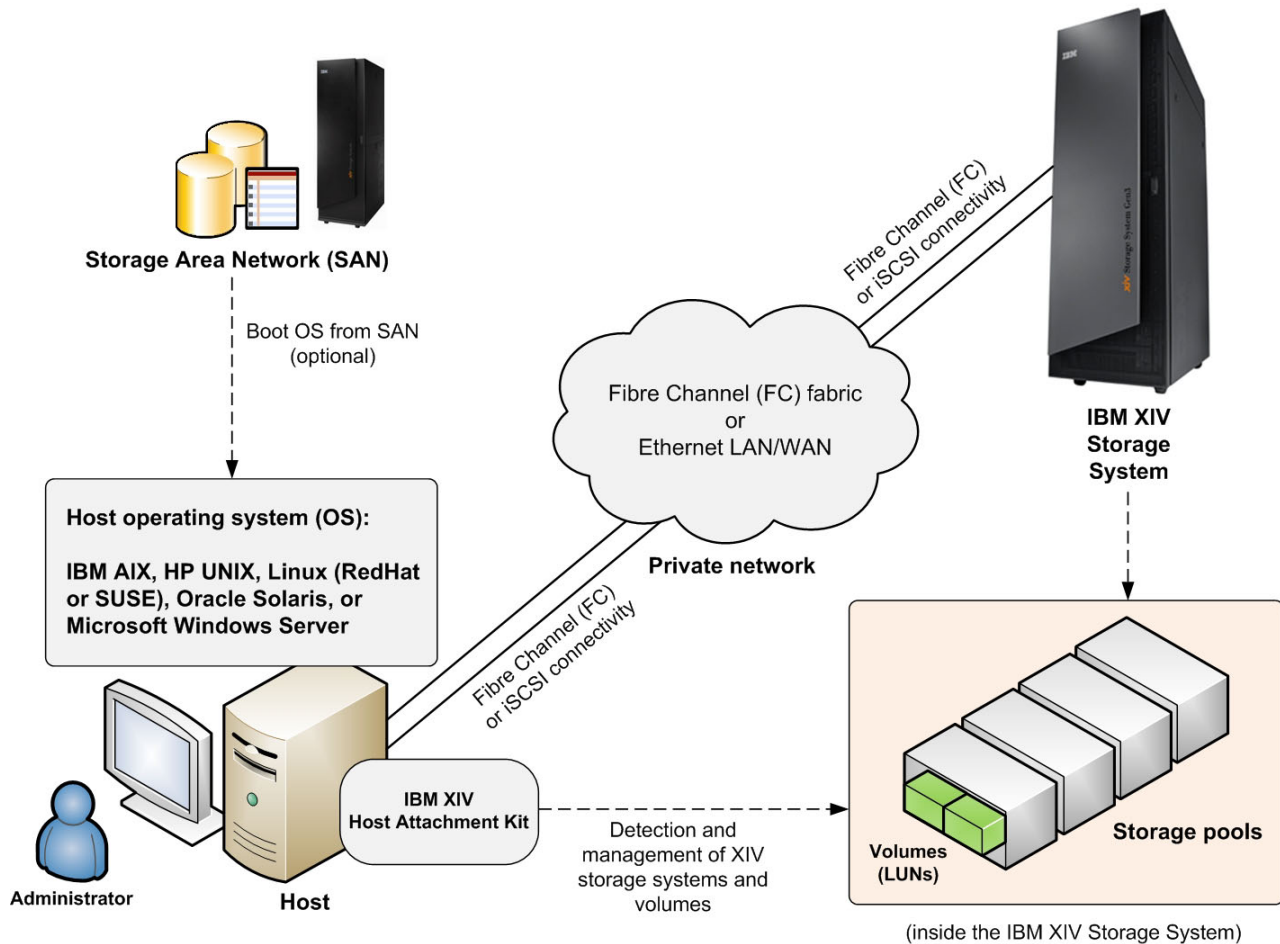 IBM
XIV Storage System Gen3
Storage Area Network (SAN)
Fibre Channel (FC)
or iSCSI connectivity
Boot OS from SAN
(optional)
Fibre Channel (FC) fabric
or
Ethernet LAN/WAN
Private network
IBM XIV
Storage
System
Host operating system (OS):
IBM AIX, HP UNIX, Linux (RedHat
or SUSE), Oracle Solaris, or
Microsoft Windows Server
Fibre Channel (FC)
or iSCSI connectivity
IBM XIV
Host Attachment Kit
Administrator
Host
Detection and
management of XIV
storage systems and
volumes
Volumes
(LUNs)
Storage pools
(inside the IBM XIV Storage System)